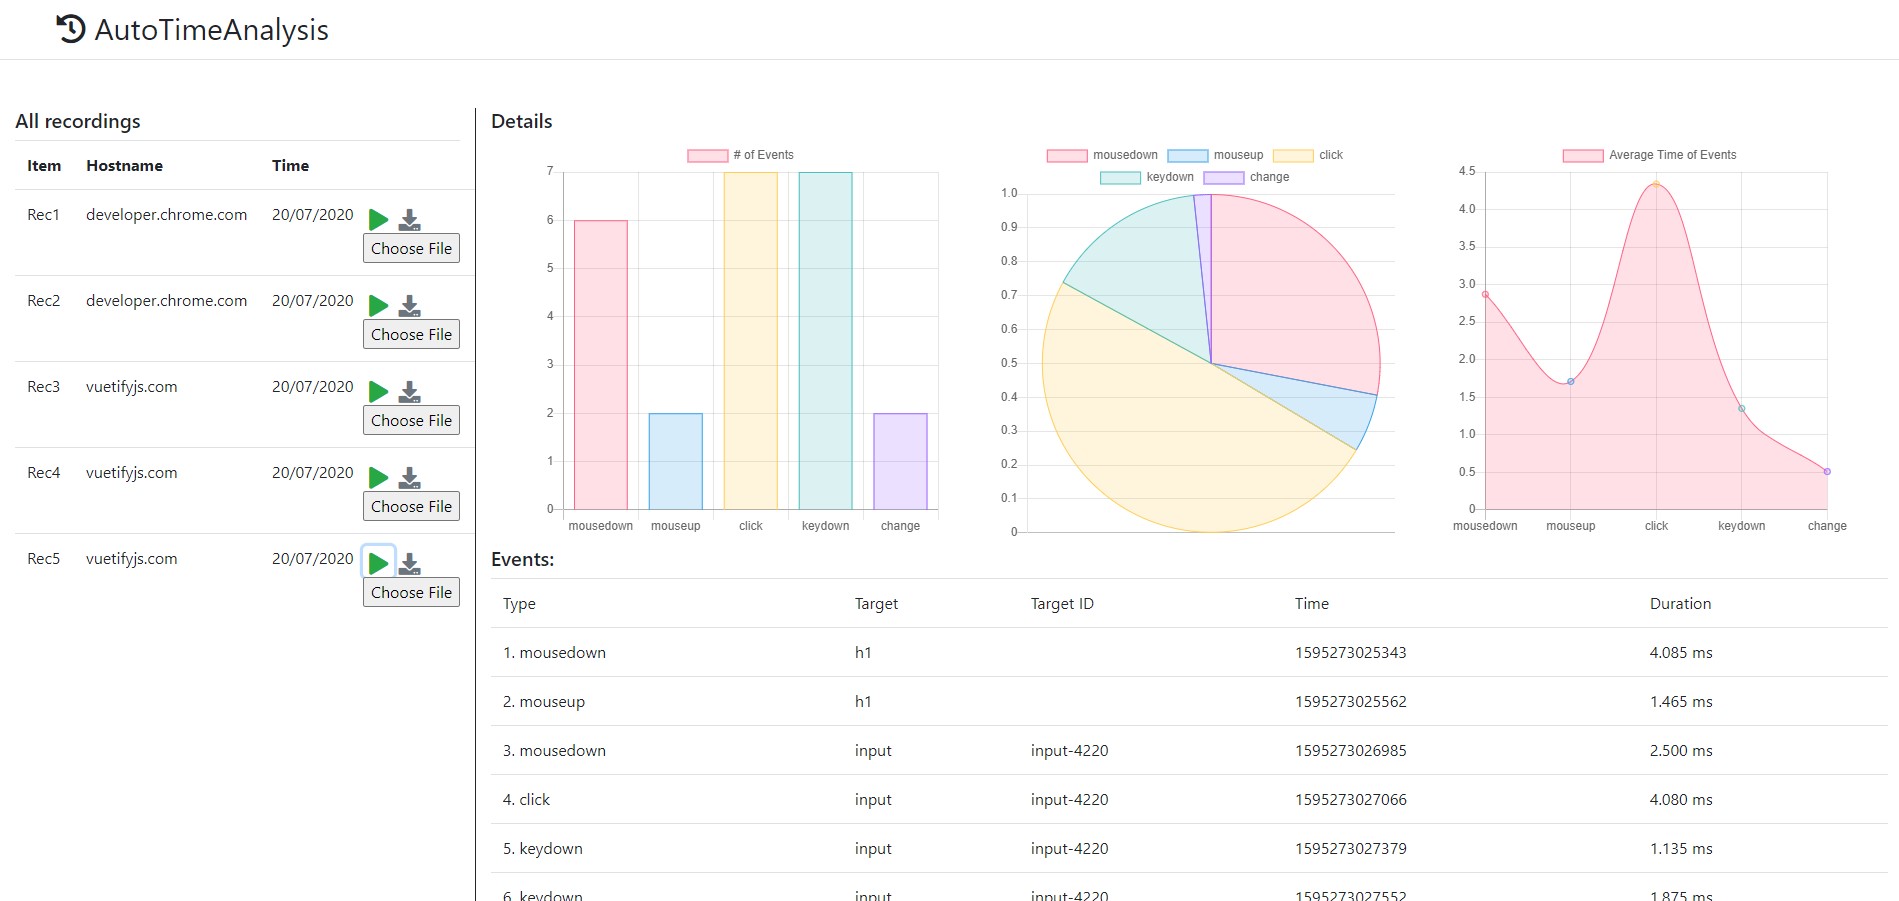 AutoTimeAnalysis
All recordings
Item Hostname Time
Rec1 developer.chrome.com 20/07/2020
Choose File
Rec2 developer.chrome.com 20/07/2020
Choose File
Rec3 vuetifyjs.com 20/07/2020
Choose File
Rec4 vuetifyjs.com 20/07/2020
Choose File
Rec5 vuetifyjs.com 20/07/2020
Choose File
Details
# of Events
7
6
5
4
3
2
1
0
mousedown mouseup click keydown change
mousedown mouseup click
keydown change
1.0
0.9
0.8
0.7
0.6
0.5
0.4
0.3
0.2
0.1
0
Average Time of Events
4.5
4.0
3.5
3.0
2.5
2.0
1.5
1.0
0.5
0
mousedown mouseup click keydown change
Events:
Type Target Target ID Time Duration
1. mousedown h1 1595273025343 4.085 ms
2. mouseup h1 1595273025562 1.465 ms
3. mousedown input input-4220 1595273026985 2.500 ms
4. click input input-4220 1595273027066 4.080 ms
5. keydown input input-4220 1595273027379 1.135 ms
6. keydown input input-4220 1595273027552 1.875 ms